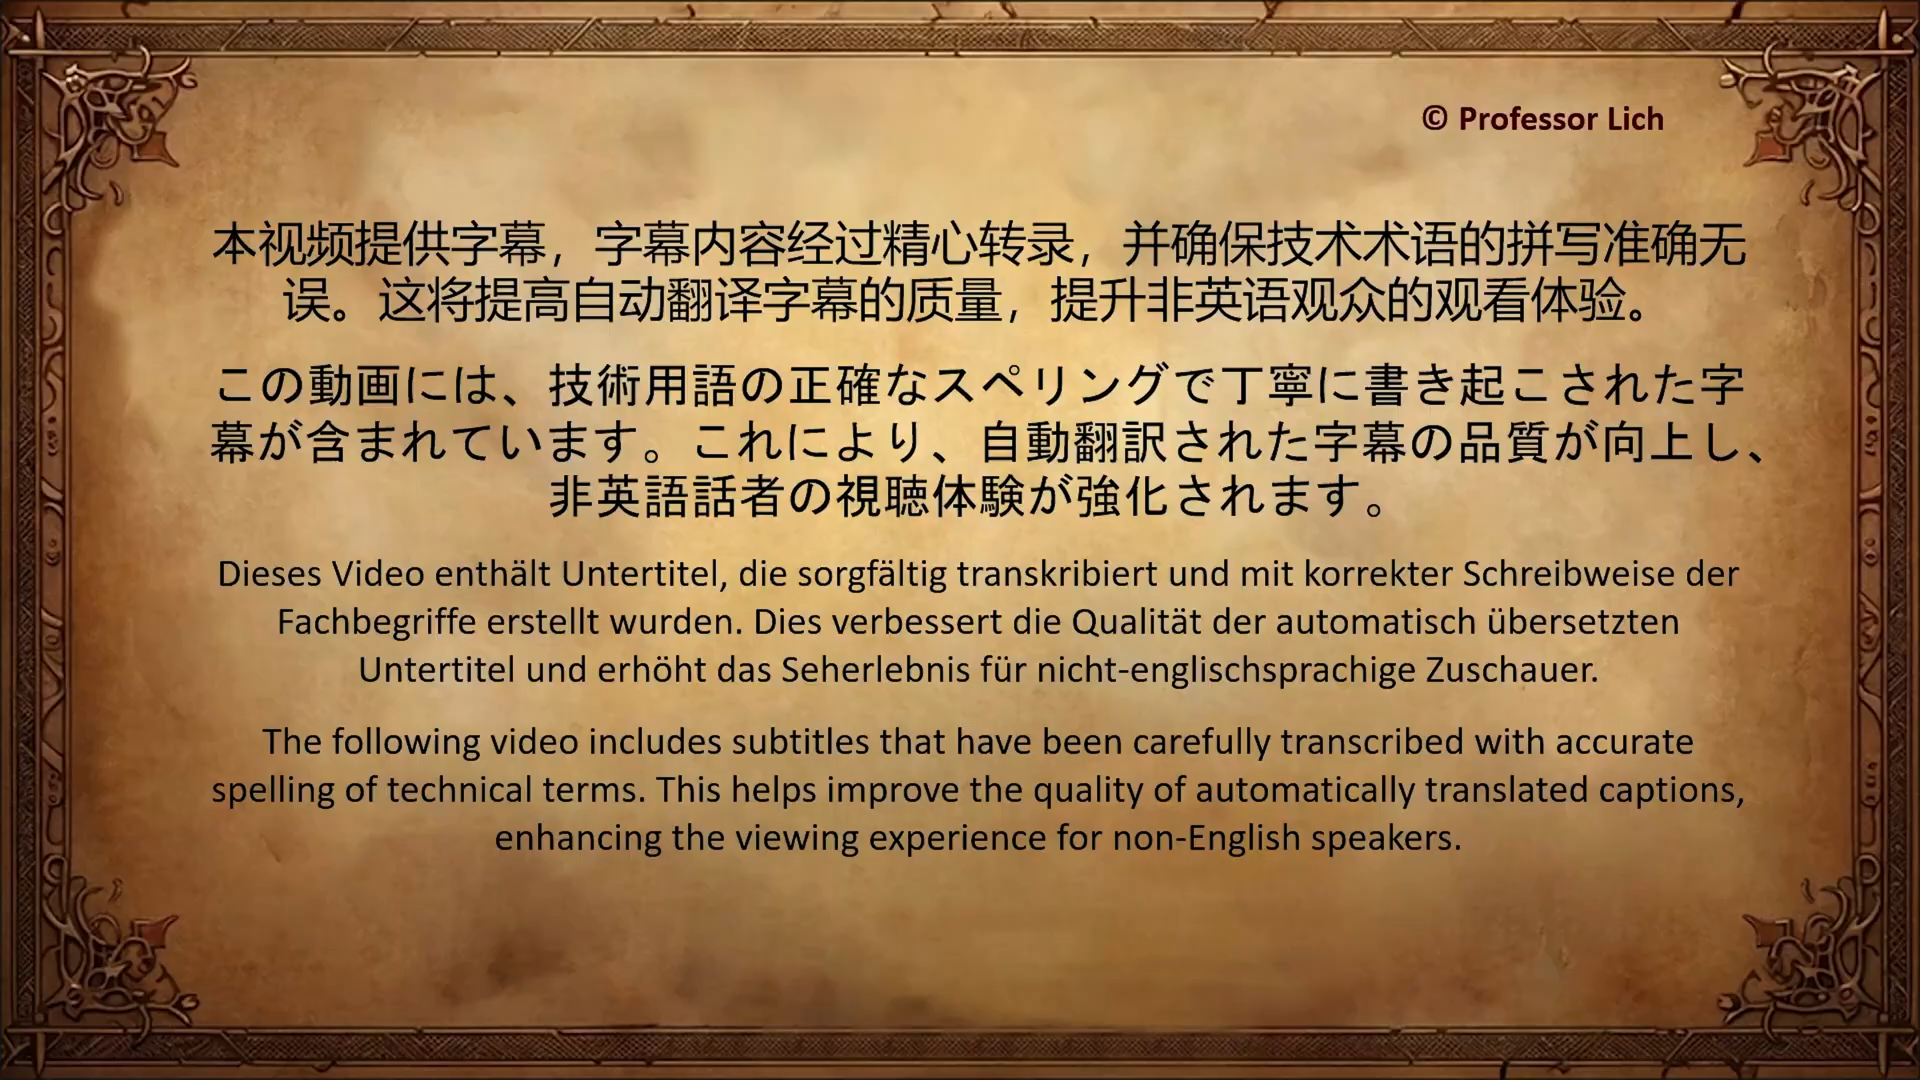 © Professor Lich
本视频提供字幕，字幕内容经过精心转录，并确保技术术语的拼写准确无
误。这将提高自动翻译字幕的质量，提升非英语观众的观看体验。
この動画には、技術用語の正確なスペリングで丁寧に書き起こされた字
幕が含まれています。これにより、自動翻訳された字幕の品質が向上し、
非英語話者の視聴体験が強化されます。
Dieses Video enthält Untertitel, die sorgfältig transkribiert und mit korrekter Schreibweise der
Fachbegriffe erstellt wurden. Dies verbessert die Qualität der automatisch übersetzten
Untertitel und erhöht das Seherlebnis für nicht-englischsprachige Zuschauer.
The following video includes subtitles that have been carefully transcribed with accurate
spelling of technical terms. This helps improve the quality of automatically translated captions,
enhancing the viewing experience for non-English speakers.